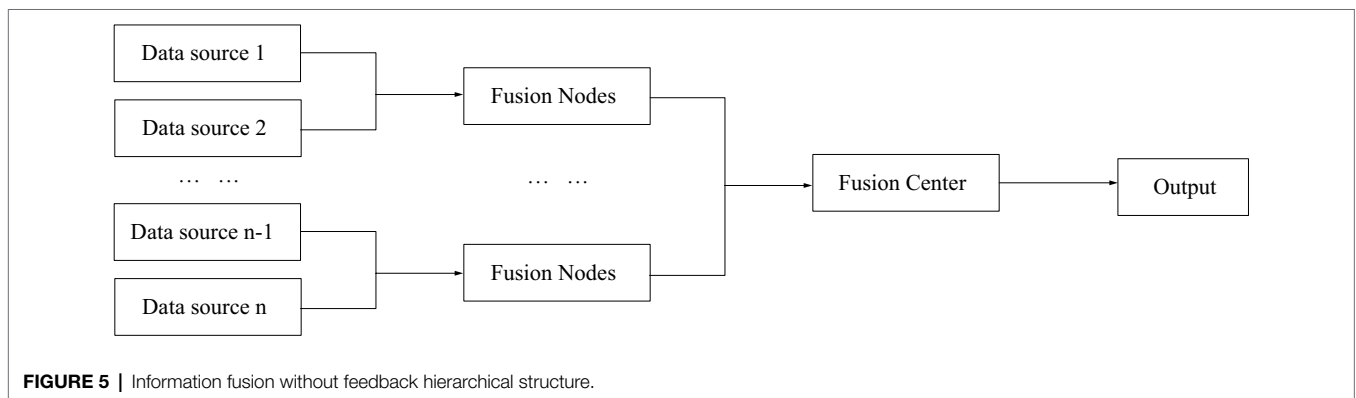 Data source 1
Data source 2
... ...
Data source n-1
Data source n
Fusion Nodes
... ...
Fusion Nodes
Fusion Center
Output
FIGURE 5 | Information fusion without feedback hierarchical structure.